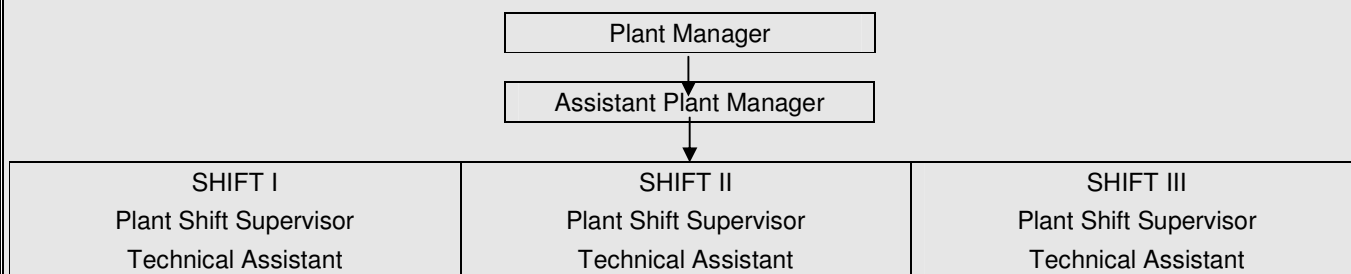 Plant Manager
Assistant Plant Manager
SHIFT I
Plant Shift Supervisor
Technical Assistant
SHIFT II
Plant Shift Supervisor
Technical Assistant
SHIFT III
Plant Shift Supervisor
Technical Assistant